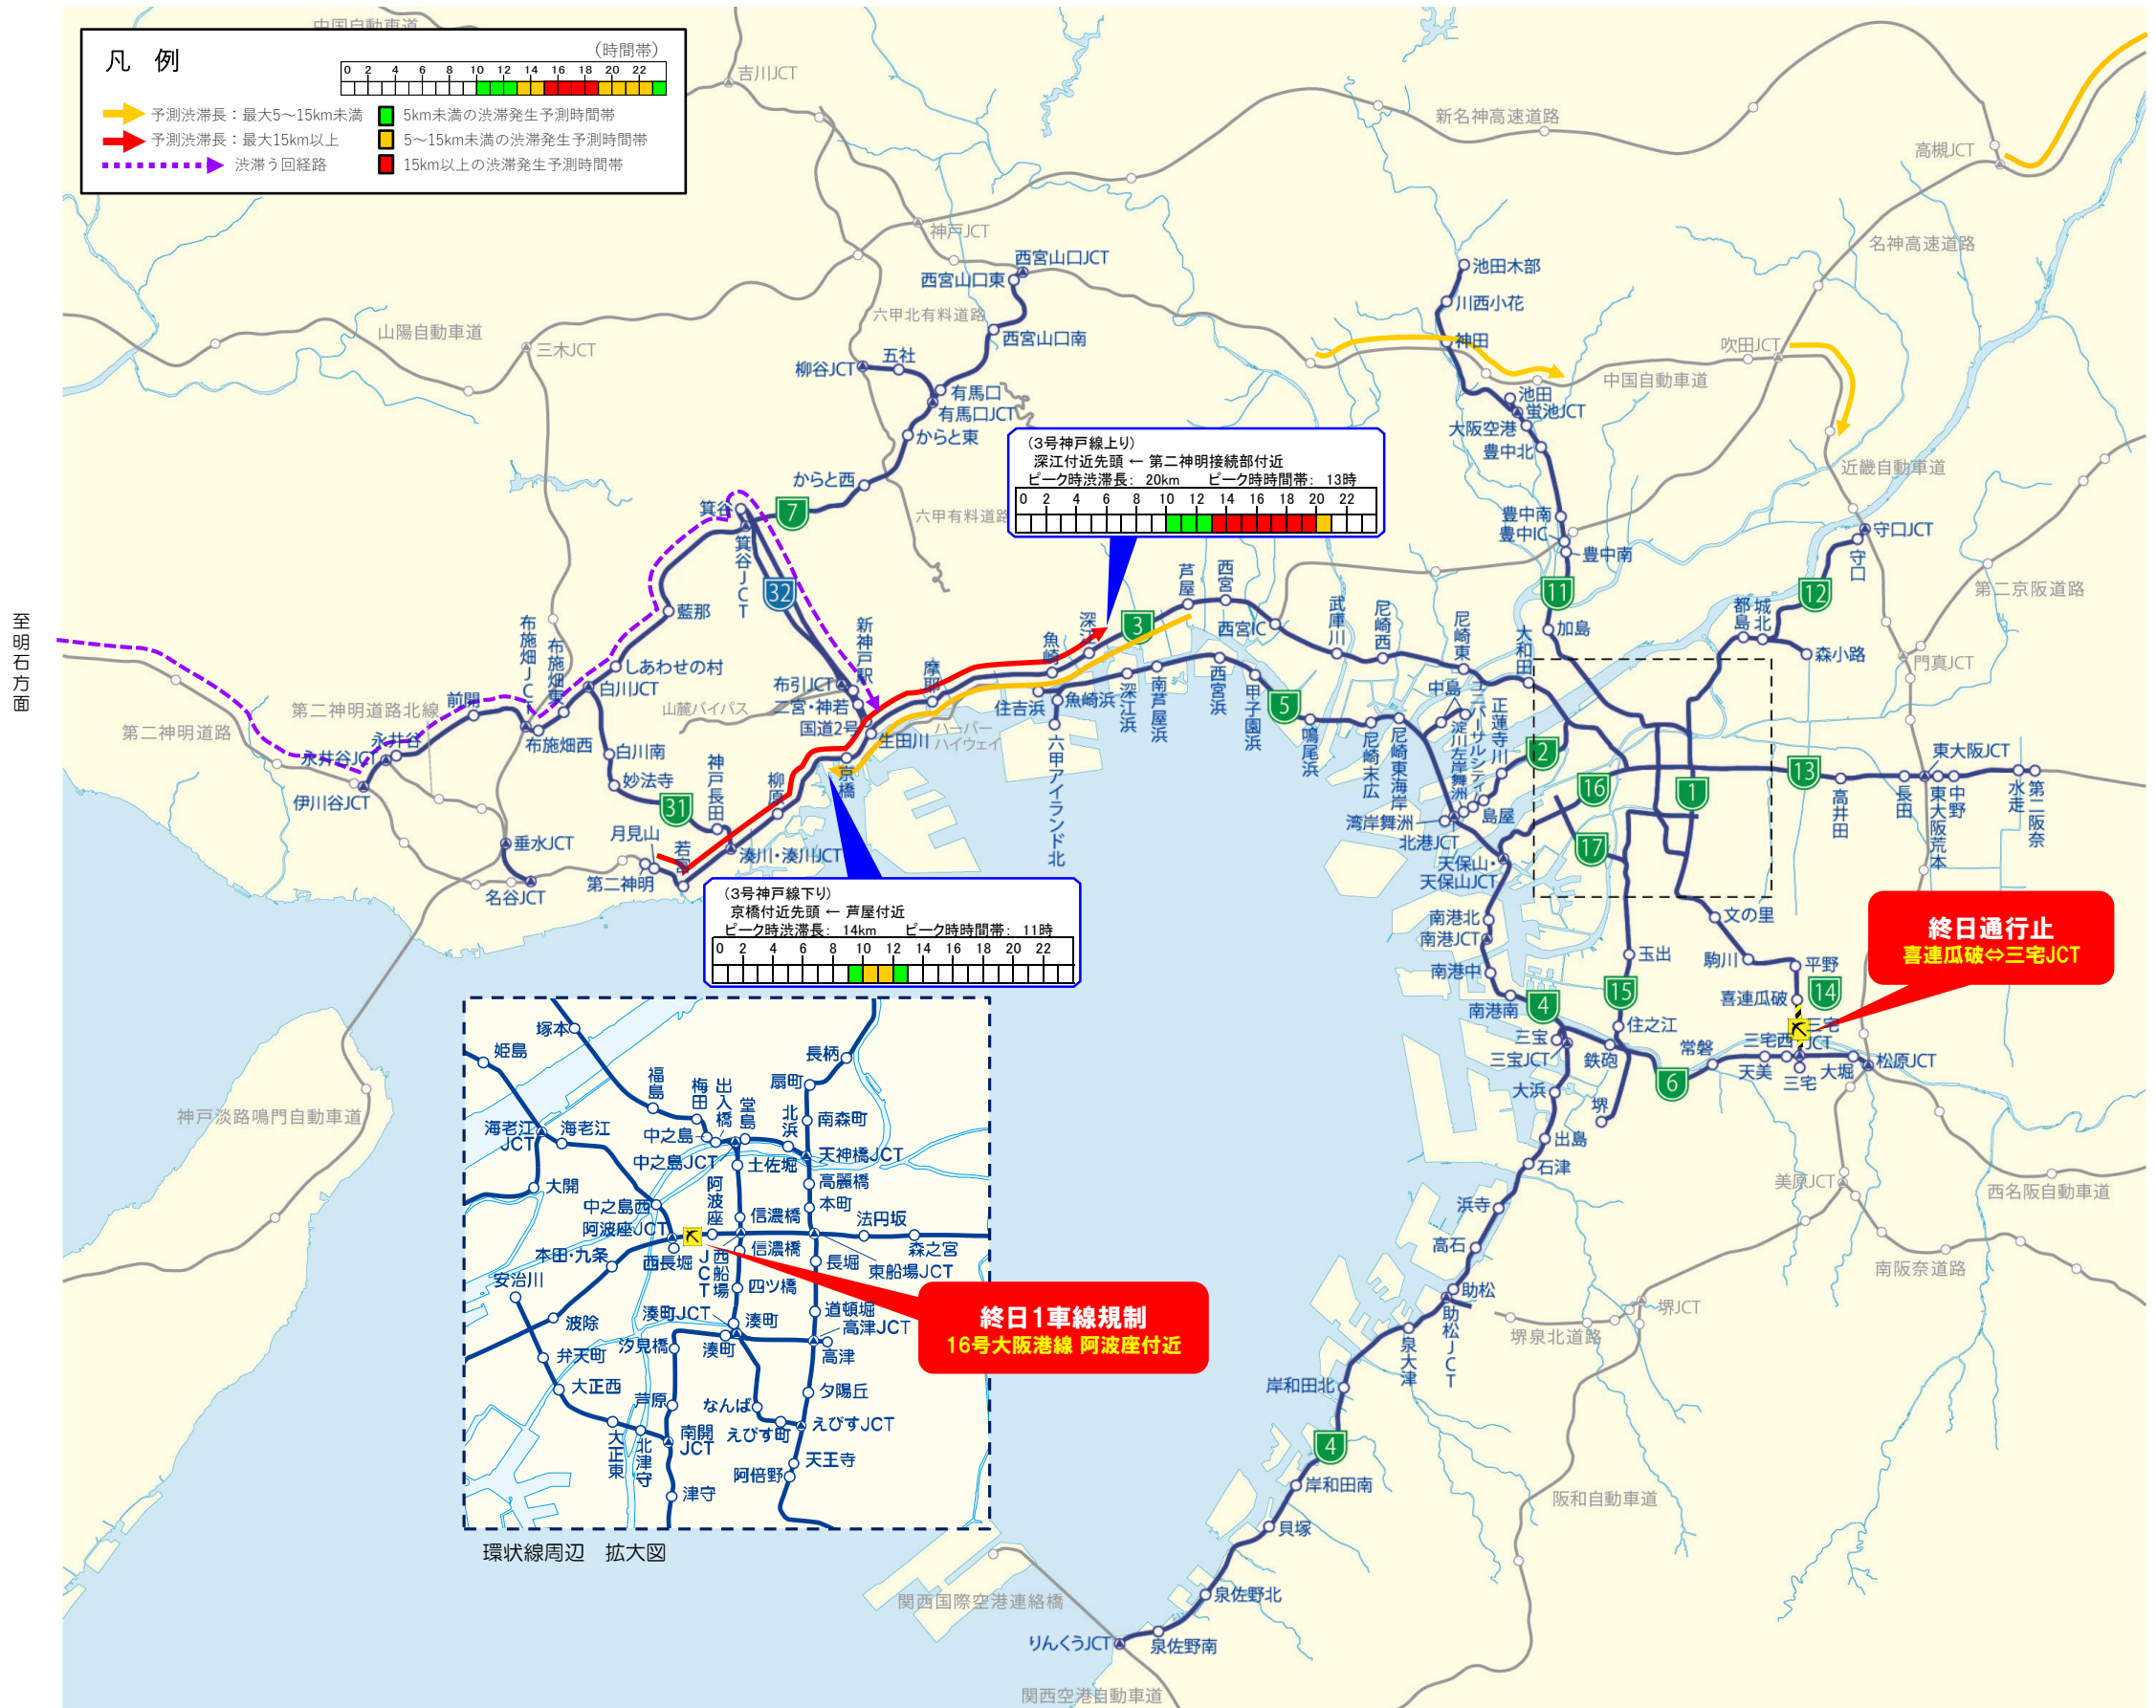 中国自動車道
凡 例
（時間帯）
0 2 4 6 8 10 12 14 16 18 20 22
予測渋滞長：最大5～15km未満
5km未満の渋滞発生予測時間帯
予測渋滞長：最大15km以上
5～15km未満の渋滞発生予測時間帯
渋滞う回経路
15km以上の渋滞発生予測時間帯
吉川JCT
新名神高速道路
高槻JCT
神戸JCT
名神高速道路
西宮山口JCT
西宮山口東
池田木部
川西小花
六甲北有料道路
山陽自動車道
三木JCT
西宮山口南
神田
吹田JCT
柳谷JCT
五社
中国自動車道
有馬口
有馬口JCT
池田
蛍池JCT
からと東
大阪空港
豊中北
近畿自動車道
（3号神戸線上り）
深江付近先頭 ← 第二神明接続部付近
ピーク時渋滞長： 20km ピーク時時間帯： 13時
0 2 4 6 8 10 12 14 16 18 20 22
からと西
箕谷
7
六甲有料道路
豊中南
豊中IC
豊中南
守口JCT
守口
箕谷JCT
32
第二京阪道路
11
12
藍那
芦屋
西宮
西宮IC
武庫川
尼崎西
尼崎東
大和田
加島
都島
城北
森小路
門真JCT
至明石方面
布施畑JCT
布施畑東
しあわせの村
白川JCT
新神戸駅
魚崎
深江
3
布引JCT
摩耶
二宮・神若
国道2号
生田川
山麓バイパス
ハーバーハイウェイ
住吉浜
魚崎浜
深江浜
南芦屋浜
西宮浜
甲子園浜
5
鳴尾浜
尼崎末広
尼崎東海岸
中島
ユニバーサルシティ
淀川左岸舞洲
正蓮寺川
2
前開
第二神明道路北線
第二神明道路
永井谷
永井谷JCT
布施畑西
白川南
伊川谷JCT
妙法寺
31
神戸長田
柳原
京橋
六甲アイランド北
島屋
湾岸舞洲
北港JCT
16
17
1
13
東大阪JCT
高井田
長田
東大阪荒本
中野
水走
第二阪奈
月見山
若宮
湊川・湊川JCT
垂水JCT
第二神明
名谷JCT
天保山・
天保山JCT
（3号神戸線下り）
京橋付近先頭 ← 芦屋付近
ピーク時渋滞長： 14km ピーク時時間帯： 11時
0 2 4 6 8 10 12 14 16 18 20 22
文の里
南港北
南港JCT
終日通行止
喜連瓜破⇔三宅JCT
玉出
駒川
平野
南港中
15
喜連瓜破
14
南港南
4
住之江
三宝
三宝JCT
鉄砲
常磐
三宅西
三宅
JCT
天美
三宅
大堀
松原JCT
6
大浜
堺
出島
石津
浜寺
美原JCT
西名阪自動車道
高石
南阪奈道路
助松
助松JCT
堺JCT
泉大津
堺泉北道路
岸和田北
4
岸和田南
阪和自動車道
貝塚
泉佐野北
関西国際空港連絡橋
りんくうJCT
泉佐野南
関西空港自動車道
神戸淡路鳴門自動車道
塚本
姫島
長柄
福島
梅田
出入橋
堂島
扇町
北浜
南森町
海老江
JCT
海老江
中之島
中之島JCT
土佐堀
天神橋JCT
大開
阿波座
高麗橋
中之島西
信濃橋
本町
法円坂
阿波座JCT
本田・九条
西長堀
西船場JCT
信濃橋
森之宮
安治川
長堀
東船場JCT
四ツ橋
終日1車線規制
16号大阪港線 阿波座付近
湊町JCT
湊町
道頓堀
波除
高津JCT
汐見橋
湊町
高津
弁天町
大正西
芦原
なんば
夕陽丘
えびす町
えびすJCT
大正東
北津守
南開
JCT
天王寺
阿倍野
津守
環状線周辺 拡大図